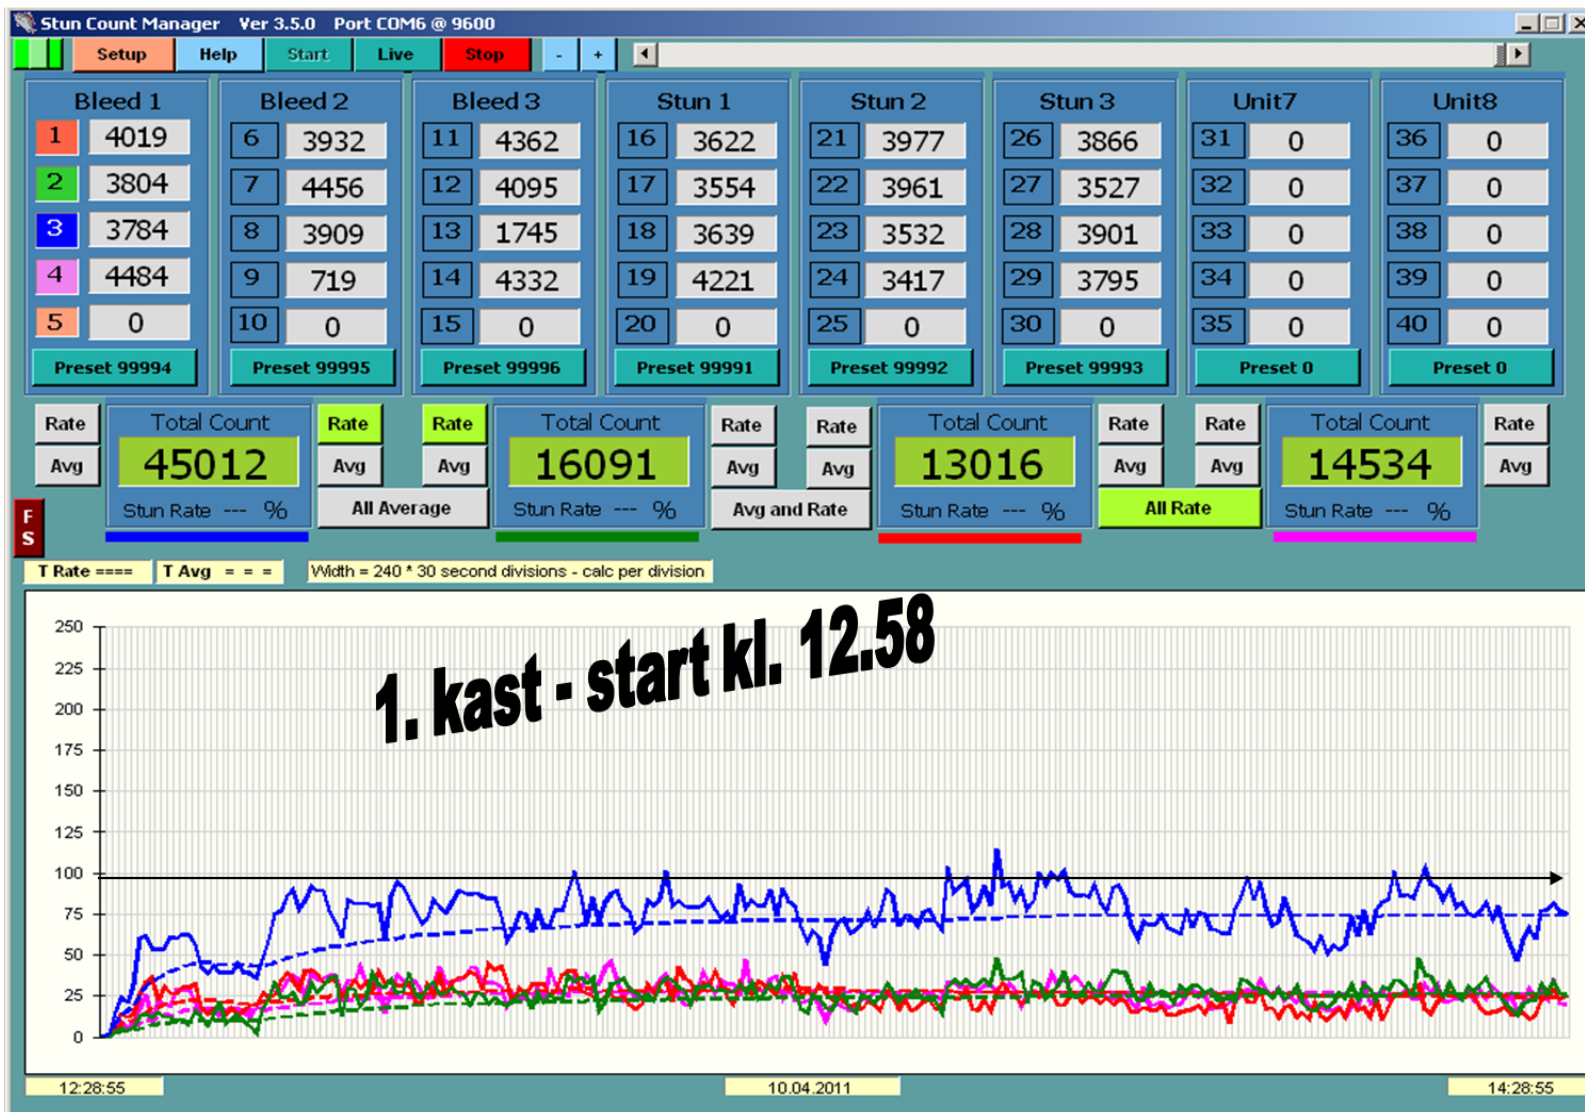 Stun Count Manager Ver 3.5.0 Port COM6 @ 9600
Setup Help Start Live Stop - +
Bleed 1 Bleed 2 Bleed 3 Stun 1 Stun 2 Stun 3 Unit7 Unit8
1 4019 6 3932 11 4362 16 3622 21 3977 26 3866 31 0 36 0
2 3804 7 4456 12 4095 17 3554 22 3961 27 3527 32 0 37 0
3 3784 8 3909 13 1745 18 3639 23 3532 28 3901 33 0 38 0
4 4484 9 719 14 4332 19 4221 24 3417 29 3795 34 0 39 0
5 0 10 0 15 0 20 0 25 0 30 0 35 0 40 0
Preset 99994 Preset 99995 Preset 99996 Preset 99991 Preset 99992 Preset 99993 Preset 0 Preset 0
Rate Total Count Rate Rate Total Count Rate Rate Total Count Rate Rate Total Count Rate
Avg 45012 Avg Avg 16091 Avg Avg 13016 Avg Avg 14534 Avg
Stun Rate --- % All Average Stun Rate --- % Avg and Rate Stun Rate --- % All Rate Stun Rate --- %
F
S
T Rate ==== T Avg = = = Width = 240 * 30 second divisions - calc per division
1. kast - start kl. 12.58
250
225
200
175
150
125
100
75
50
25
0
12:28:55 10.04.2011 14:28:55